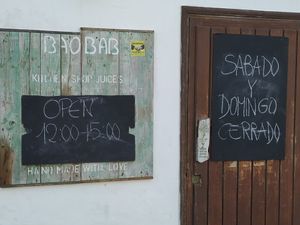 BAOBAB
KITCHEN SHOP JUICES
OPEN
12:00-15:00
HAND MADE WITH LOVE
SABADO
Y
DOMINGO
CERRADO